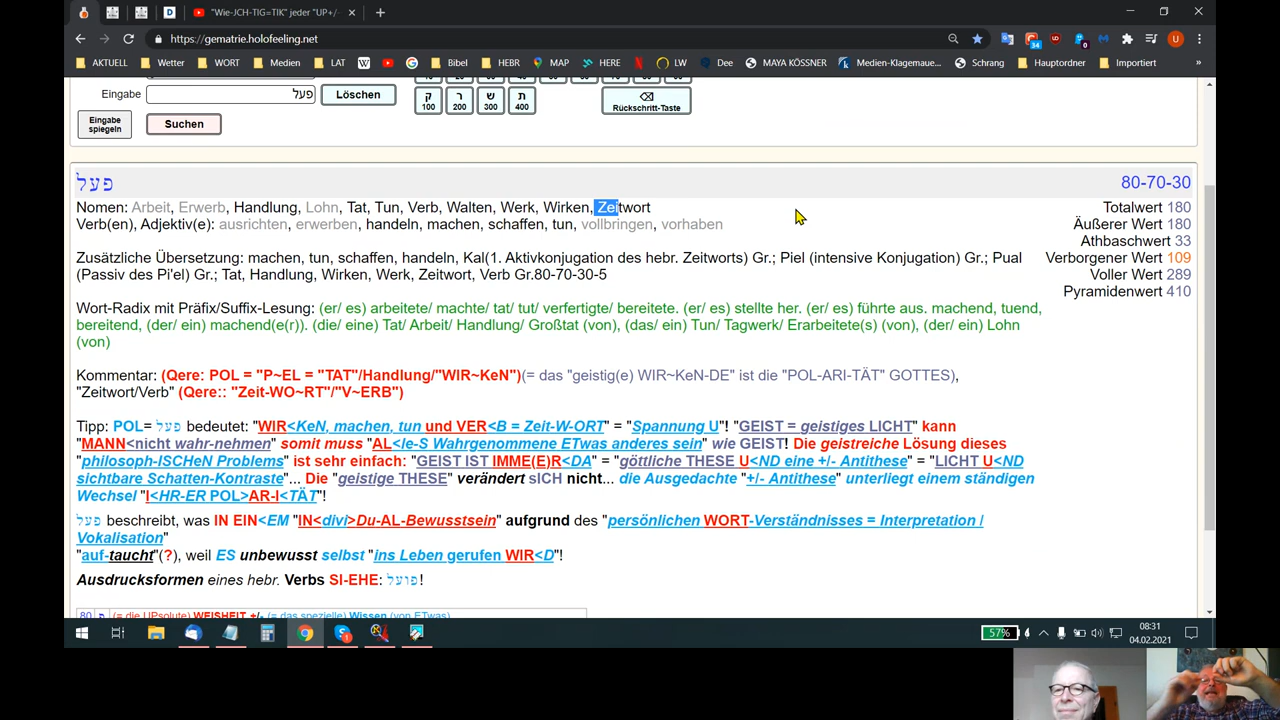 "Wie-JCH-TIG=TIK" jeder "UP+/-
https://gematrie.holofeeling.net
AKTUELL Wetter WORT Medien LAT Bibel HEBR MAP HERE LW Dee MAYA KÖSSNER Medien-Klagemaue... Schrang Hauptordner Importiert »
Eingabe פעל Löschen
ק 100 ר 200 ש 300 ת 400 Rückschritt-Taste
Eingabe spiegeln Suchen
פעל 80-70-30
Nomen: Arbeit, Erwerb, Handlung, Lohn, Tat, Tun, Verb, Walten, Werk, Wirken, Zeitwort Totalwert 180
Verb(en), Adjektiv(e): ausrichten, erwerben, handeln, machen, schaffen, tun, vollbringen, vorhaben Äußerer Wert 180
Athbaschwert 33
Zusätzliche Übersetzung: machen, tun, schaffen, handeln, Kal(1. Aktivkonjugation des hebr. Zeitworts) Gr.; Piel (intensive Konjugation) Gr.; Pual Verborgener Wert 109
(Passiv des Pi'el) Gr.; Tat, Handlung, Wirken, Werk, Zeitwort, Verb Gr.80-70-30-5 Voller Wert 289
Pyramidenwert 410
Wort-Radix mit Präfix/Suffix-Lesung: (er/ es) arbeitete/ machte/ tat/ tut/ verfertigte/ bereitete. (er/ es) stellte her. (er/ es) führte aus. machend, tuend,
bereitend, (der/ ein) machend(e(r)). (die/ eine) Tat/ Arbeit/ Handlung/ Großtat (von), (das/ ein) Tun/ Tagwerk/ Erarbeitete(s) (von), (der/ ein) Lohn
(von)
Kommentar: (Qere: POL = "P~EL = "TAT"/Handlung/"WIR~KeN")(= das "geistig(e) WIR~KeN-DE" ist die "POL-ARI-TÄT" GOTTES),
"Zeitwort/Verb" (Qere:: "Zeit-WO~RT"/"V~ERB")
Tipp: POL= פעל bedeutet: "WIR<KeN, machen, tun und VER<B = Zeit-W-ORT" = "Spannung U"! "GEIST = geistiges LICHT" kann
"MANN<nicht wahr-nehmen" somit muss "AL<le-S Wahrgenommene ETwas anderes sein" wie GEIST! Die geistreiche Lösung dieses
"philosoph-ISCHeN Problems" ist sehr einfach: "GEIST IST IMME(E)R<DA" = "göttliche THESE U<ND eine +/- Antithese" = "LICHT U<ND
sichtbare Schatten-Kontraste"... Die "geistige THESE" verändert sICH nicht... die Ausgedachte "+/- Antithese" unterliegt einem ständigen
Wechsel "I<HR-ER POL>AR-I<TÄT"!
פעל beschreibt, was IN EIN<EM "IN<divi>Du-AL-Bewusstsein" aufgrund des "persönlichen WORT-Verständnisses = Interpretation /
Vokalisation"
"auf-taucht"(?), weil ES unbewusst selbst "ins Leben gerufen WIR<D"!
Ausdrucksformen eines hebr. Verbs SI-EHE: פועל!
80 פ (= die UPsolute) WEISHEIT +/- (= das spezielle) Wissen (von ETwas)
57% 08:31
04.02.2021